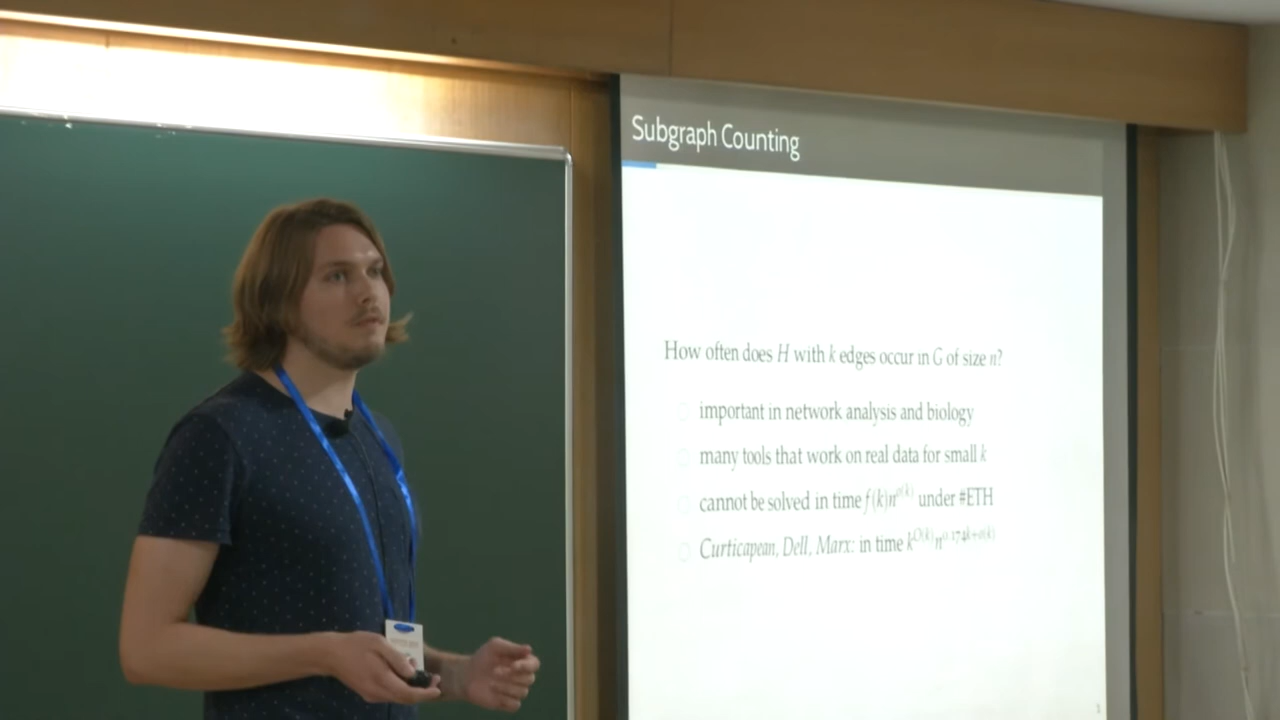 Subgraph Counting
How often does H with k edges occur in G of size n?
important in network analysis and biology
many tools that work on real data for small k
cannot be solved in time f(k)n^{o(k)} under #ETH
Curticapean, Dell, Marx: in time k^{O(k)}n^{0.174k+o(k)}